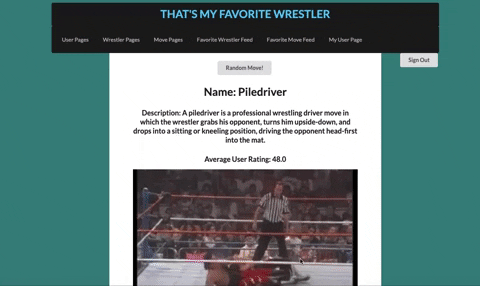 THAT'S MY FAVORITE WRESTLER
User Pages Wrestler Pages Move Pages Favorite Wrestler Feed Favorite Move Feed My User Page
Sign Out
Random Move!
Name: Piledriver
Description: A piledriver is a professional wrestling driver move in
which the wrestler grabs his opponent, turns him upside-down, and
drops into a sitting or kneeling position, driving the opponent head-first
into the mat.
Average User Rating: 48.0